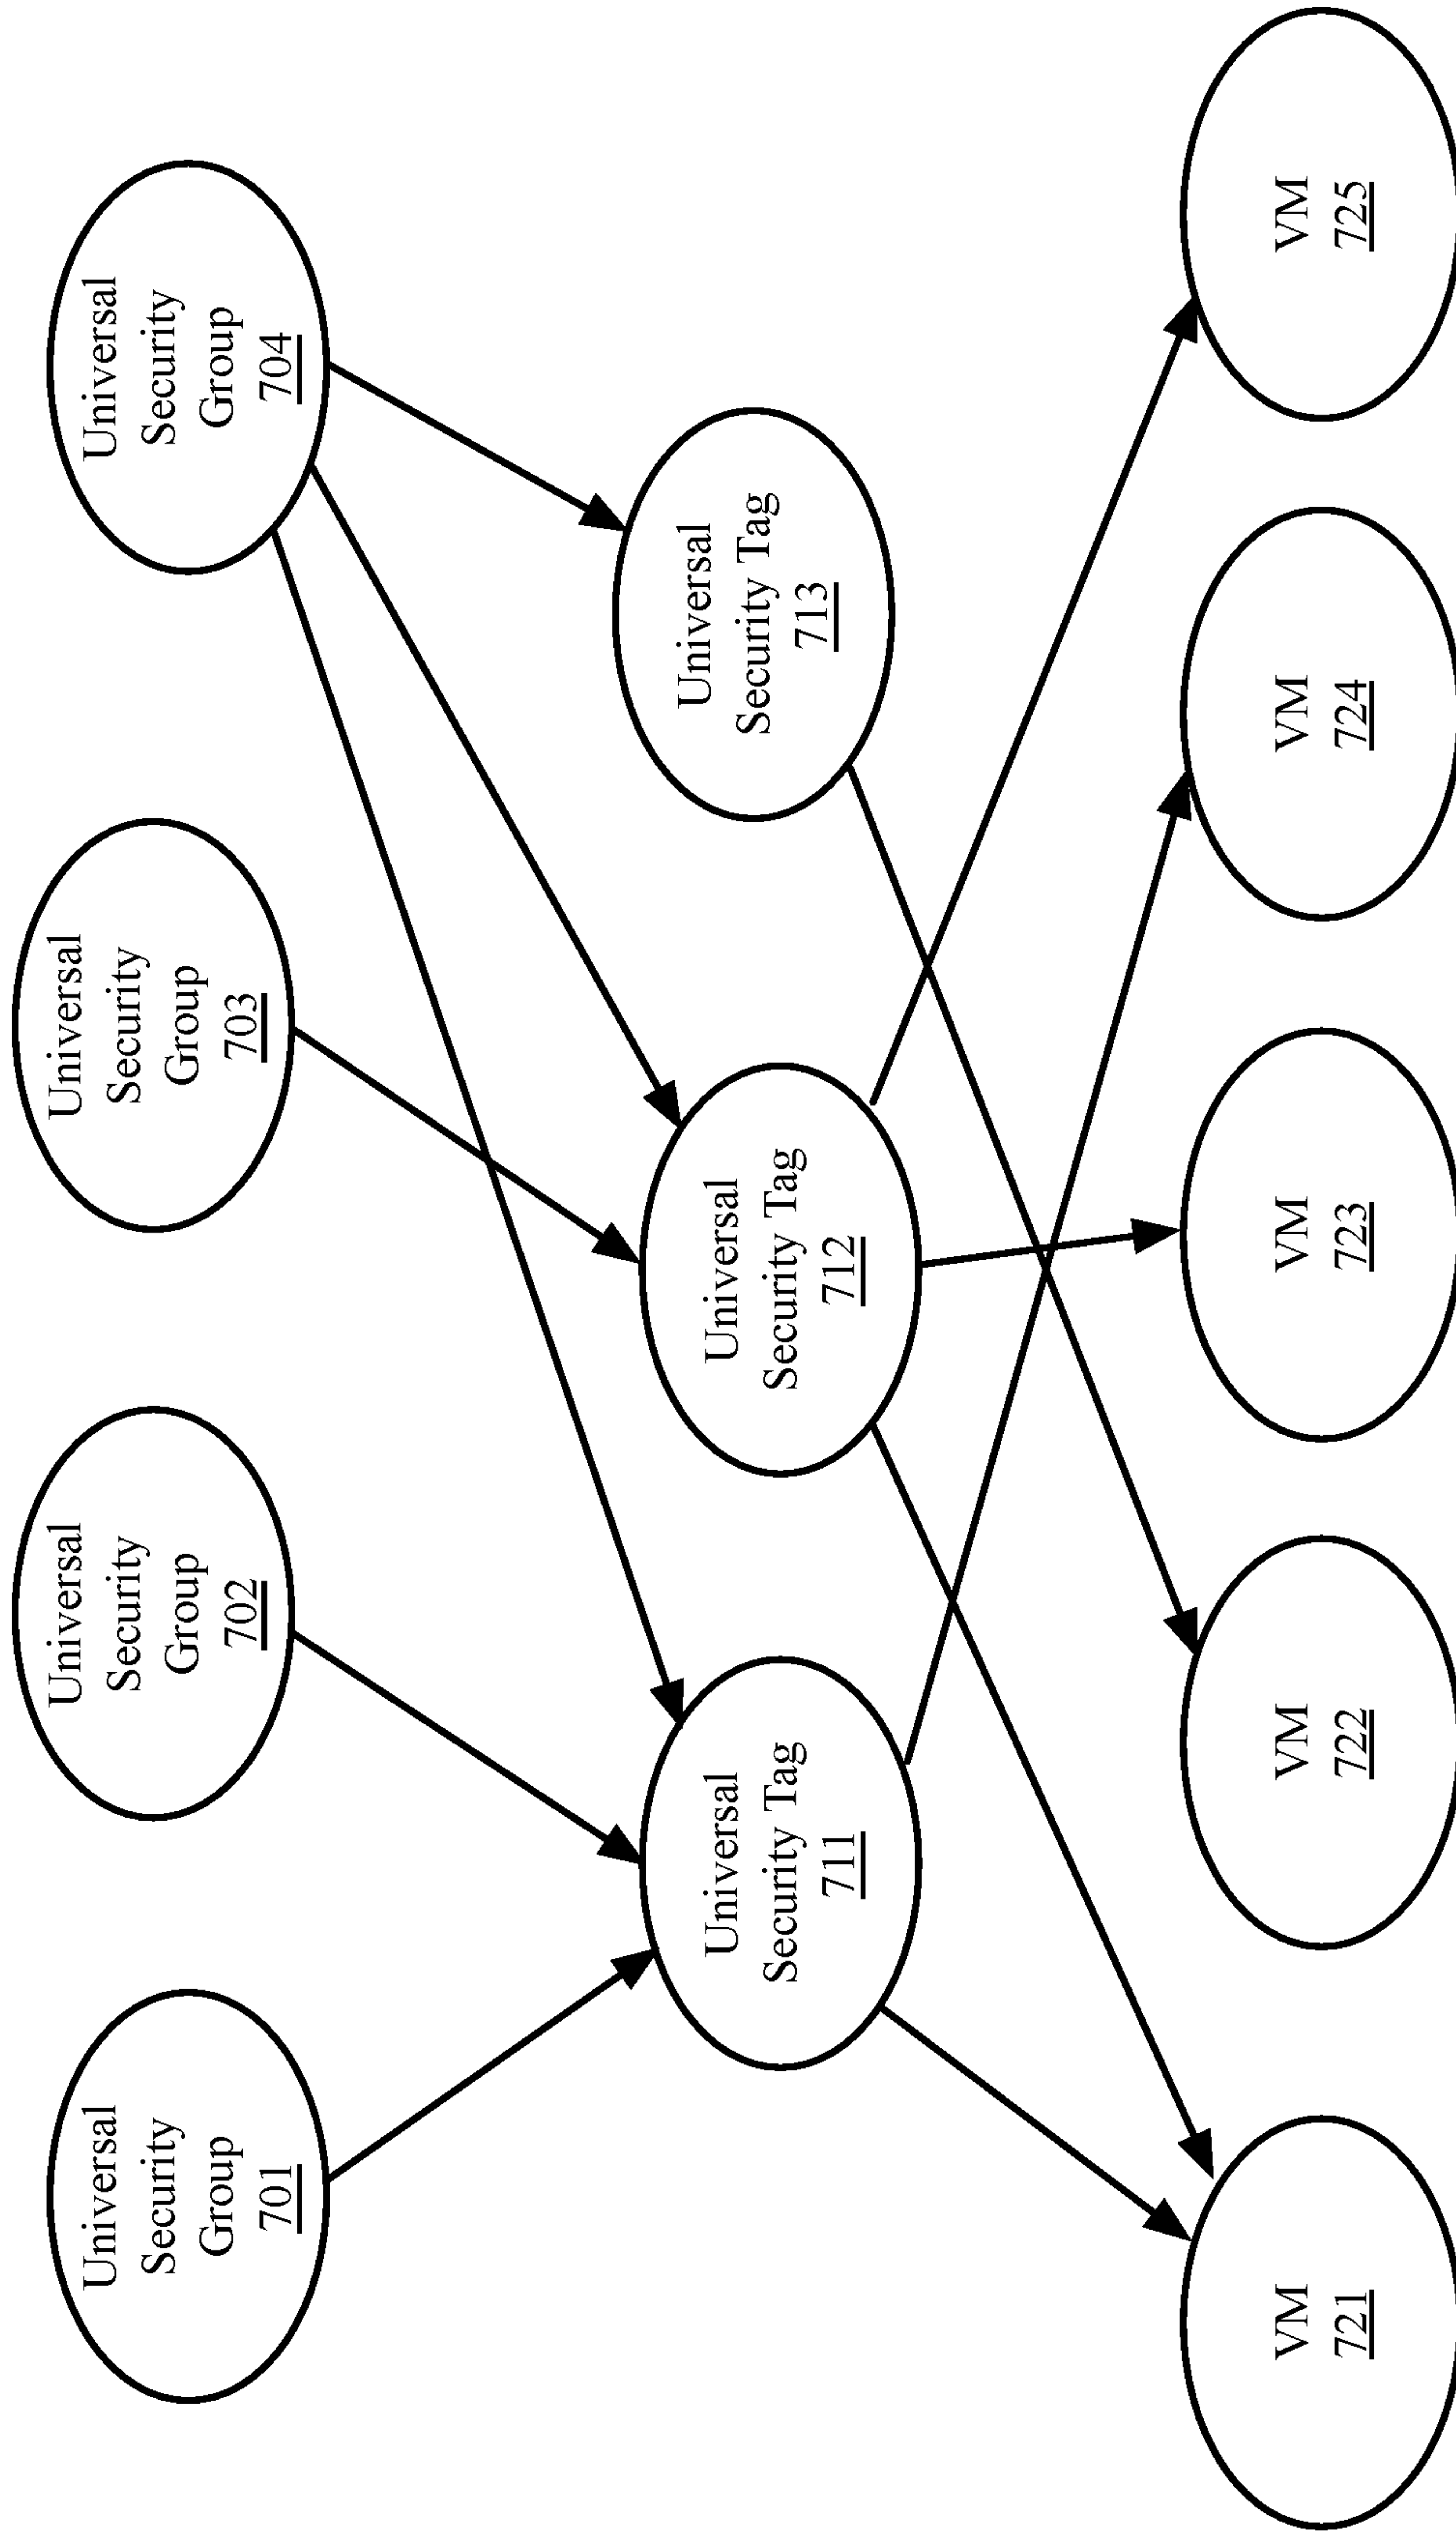 Universal
Security
Group
701
Universal
Security
Group
702
Universal
Security
Group
703
Universal
Security
Group
704
Universal
Security Tag
711
Universal
Security Tag
712
Universal
Security Tag
713
VM
721
VM
722
VM
723
VM
724
VM
725